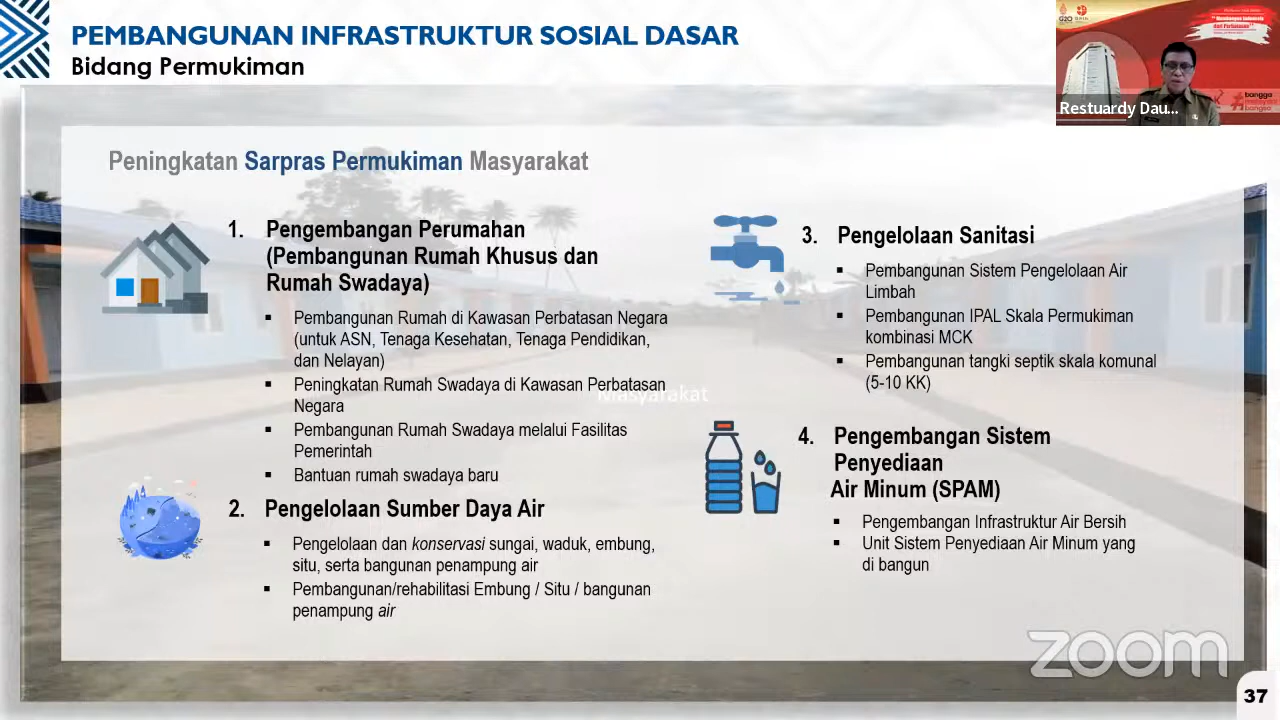 PEMBANGUNAN INFRASTRUKTUR SOSIAL DASAR
Bidang Permukiman
G20
Restuardy Dau...
bangga
Peningkatan Sarpras Permukiman Masyarakat
1. Pengembangan Perumahan
(Pembangunan Rumah Khusus dan
Rumah Swadaya)
▪ Pembangunan Rumah di Kawasan Perbatasan Negara
(untuk ASN, Tenaga Kesehatan, Tenaga Pendidikan,
dan Nelayan)
▪ Peningkatan Rumah Swadaya di Kawasan Perbatasan
Negara
▪ Pembangunan Rumah Swadaya melalui Fasilitas
Pemerintah
▪ Bantuan rumah swadaya baru
2. Pengelolaan Sumber Daya Air
▪ Pengelolaan dan konservasi sungai, waduk, embung,
situ, serta bangunan penampung air
▪ Pembangunan/rehabilitasi Embung / Situ / bangunan
penampung air
Masyarakat
3. Pengelolaan Sanitasi
▪ Pembangunan Sistem Pengelolaan Air
Limbah
▪ Pembangunan IPAL Skala Permukiman
kombinasi MCK
▪ Pembangunan tangki septik skala komunal
(5-10 KK)
4. Pengembangan Sistem
Penyediaan
Air Minum (SPAM)
▪ Pengembangan Infrastruktur Air Bersih
▪ Unit Sistem Penyediaan Air Minum yang
di bangun
zoom
37